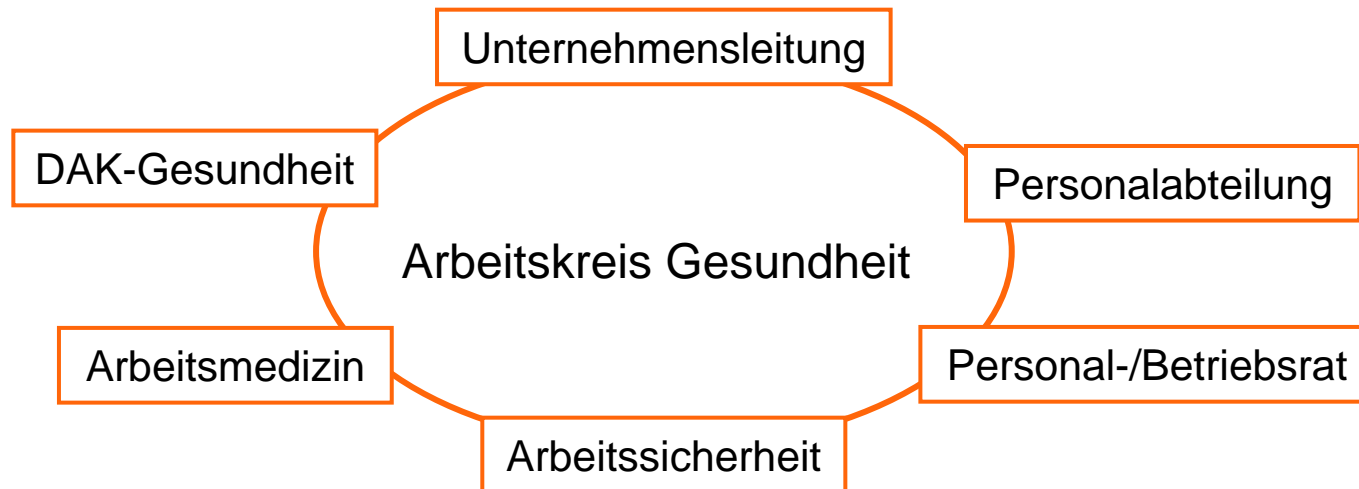 Unternehmensleitung
DAK-Gesundheit
Personalabteilung
Arbeitskreis Gesundheit
Arbeitsmedizin
Personal-/Betriebsrat
Arbeitssicherheit